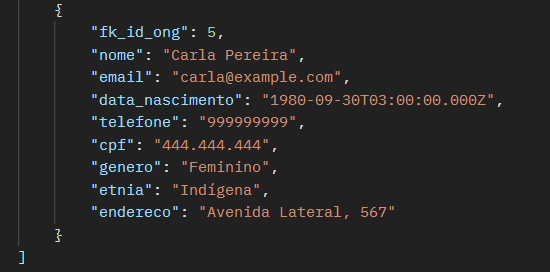 {
"fk_id_ong": 5,
"nome": "Carla Pereira",
"email": "carla@example.com",
"data_nascimento": "1980-09-30T03:00:00.000Z",
"telefone": "999999999",
"cpf": "444.444.444",
"genero": "Feminino",
"etnia": "Indígena",
"endereco": "Avenida Lateral, 567"
}
]